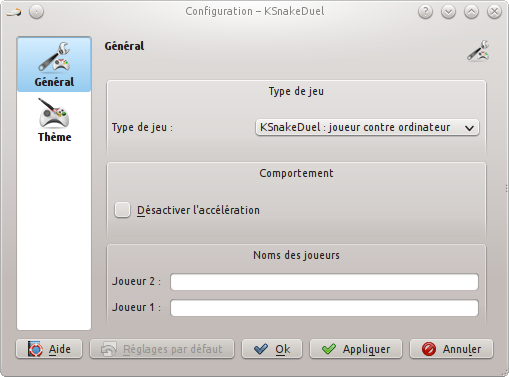 Configuration – KSnakeDuel
Général
Thème
Général
Type de jeu
Type de jeu :
KSnakeDuel : joueur contre ordinateur
Comportement
Désactiver l'accélération
Noms des joueurs
Joueur 2 :
Joueur 1 :
Aide
Réglages par défaut
Ok
Appliquer
Annuler